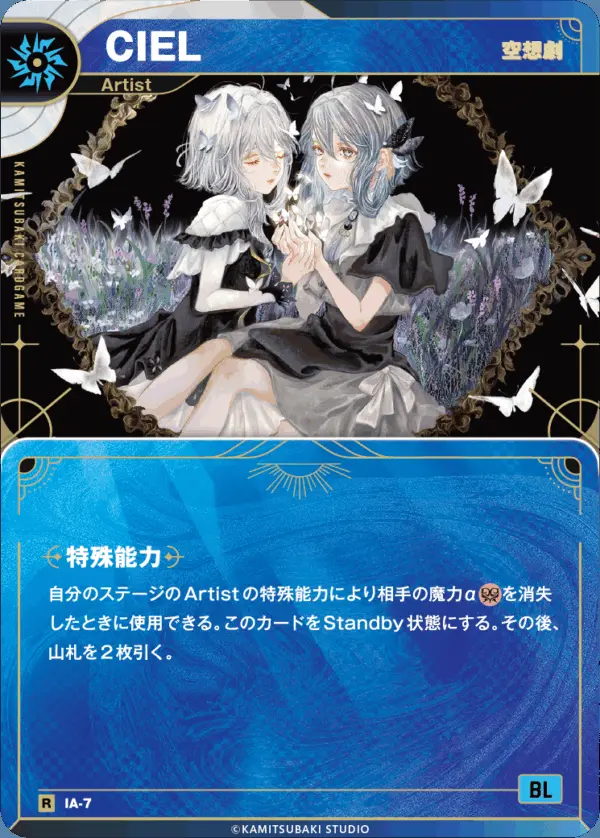 CIEL
空想劇
Artist
KAMITSUBAKI CARDGAME
特殊能力
自分のステージのArtistの特殊能力により相手の魔力αを消失
したときに使用できる。このカードをStandby状態にする。その後、
山札を2枚引く。
R IA-7
BL
©KAMITSUBAKI STUDIO